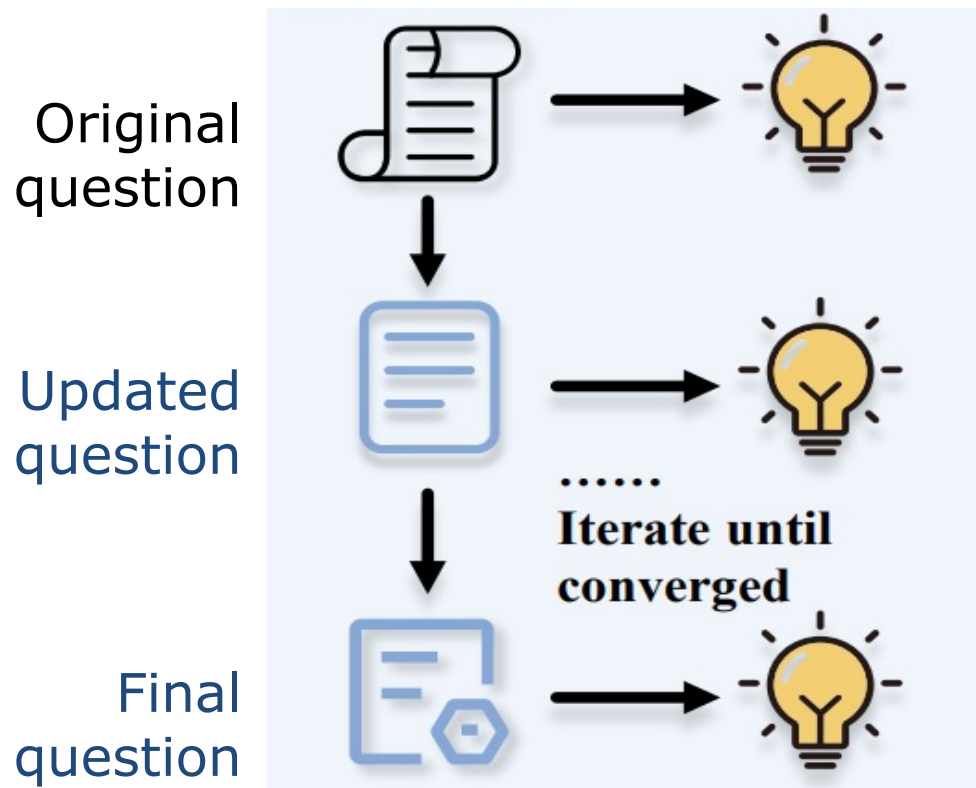 Original
question
Updated
question
......
Iterate until
converged
Final
question